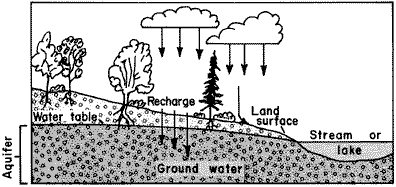 Recharge
Land
surface
Water table
Stream or
lake
Ground water
Aquifer